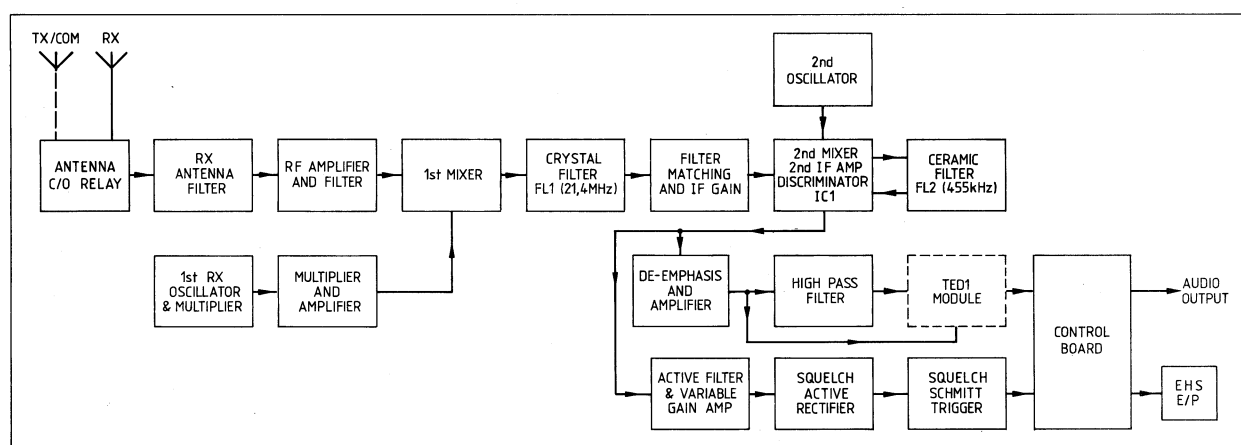 TX/COM
RX
2nd
OSCILLATOR
ANTENNA
C/O RELAY
RX
ANTENNA
FILTER
RF AMPLIFIER
AND FILTER
1st MIXER
CRYSTAL
FILTER
FL1 (21,4MHz)
FILTER
MATCHING
AND IF GAIN
2nd MIXER
2nd IF AMP
DISCRIMINATOR
IC1
CERAMIC
FILTER
FL2 (455kHz)
1st RX
OSCILLATOR
& MULTIPLIER
MULTIPLIER
AND
AMPLIFIER
DE-EMPHASIS
AND
AMPLIFIER
HIGH PASS
FILTER
TED1
MODULE
CONTROL
BOARD
AUDIO
OUTPUT
ACTIVE FILTER
& VARIABLE
GAIN AMP
SQUELCH
ACTIVE
RECTIFIER
SQUELCH
SCHMITT
TRIGGER
EHS
E/P